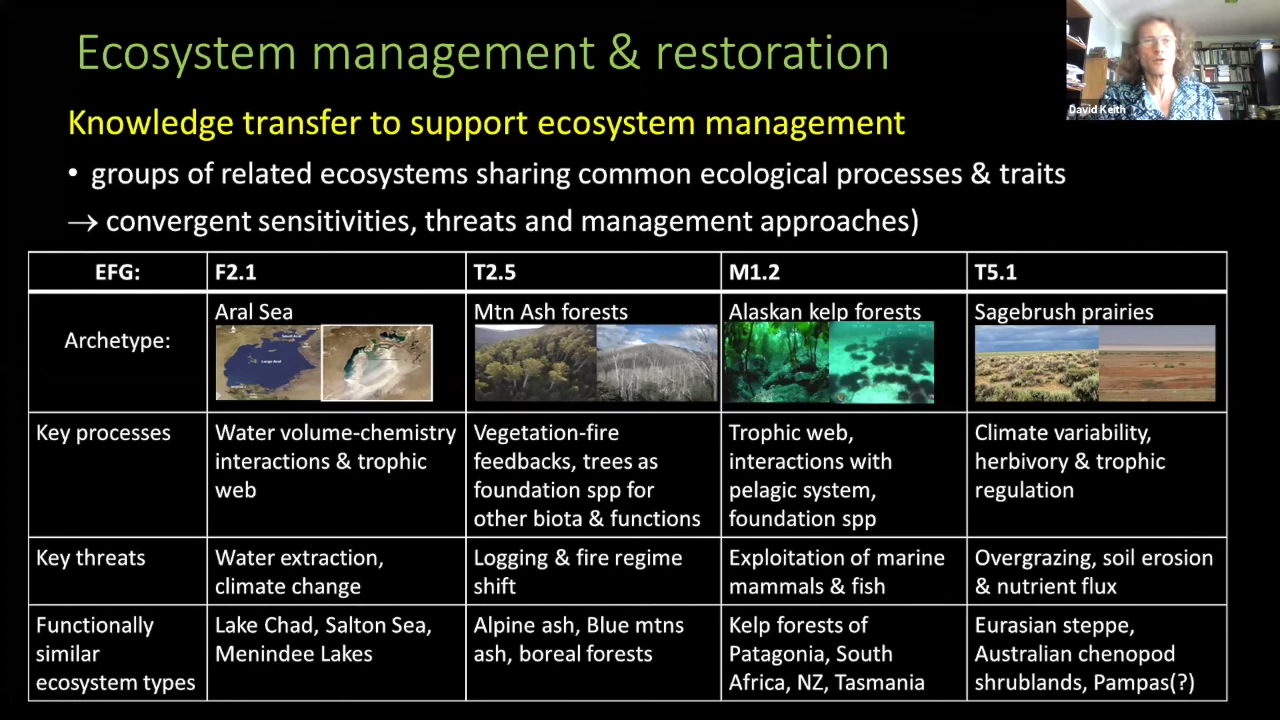 Ecosystem management & restoration
David Keith
Knowledge transfer to support ecosystem management
• groups of related ecosystems sharing common ecological processes & traits
→ convergent sensitivities, threats and management approaches)
EFG:
F2.1
T2.5
M1.2
T5.1
Archetype:
Aral Sea
Mtn Ash forests
Alaskan kelp forests
Sagebrush prairies
Key processes
Water volume-chemistry
interactions & trophic
web
Vegetation-fire
feedbacks, trees as
foundation spp for
other biota & functions
Trophic web,
interactions with
pelagic system,
foundation spp
Climate variability,
herbivory & trophic
regulation
Key threats
Water extraction,
climate change
Logging & fire regime
shift
Exploitation of marine
mammals & fish
Overgrazing, soil erosion
& nutrient flux
Functionally
similar
ecosystem types
Lake Chad, Salton Sea,
Menindee Lakes
Alpine ash, Blue mtns
ash, boreal forests
Kelp forests of
Patagonia, South
Africa, NZ, Tasmania
Eurasian steppe,
Australian chenopod
shrublands, Pampas(?)